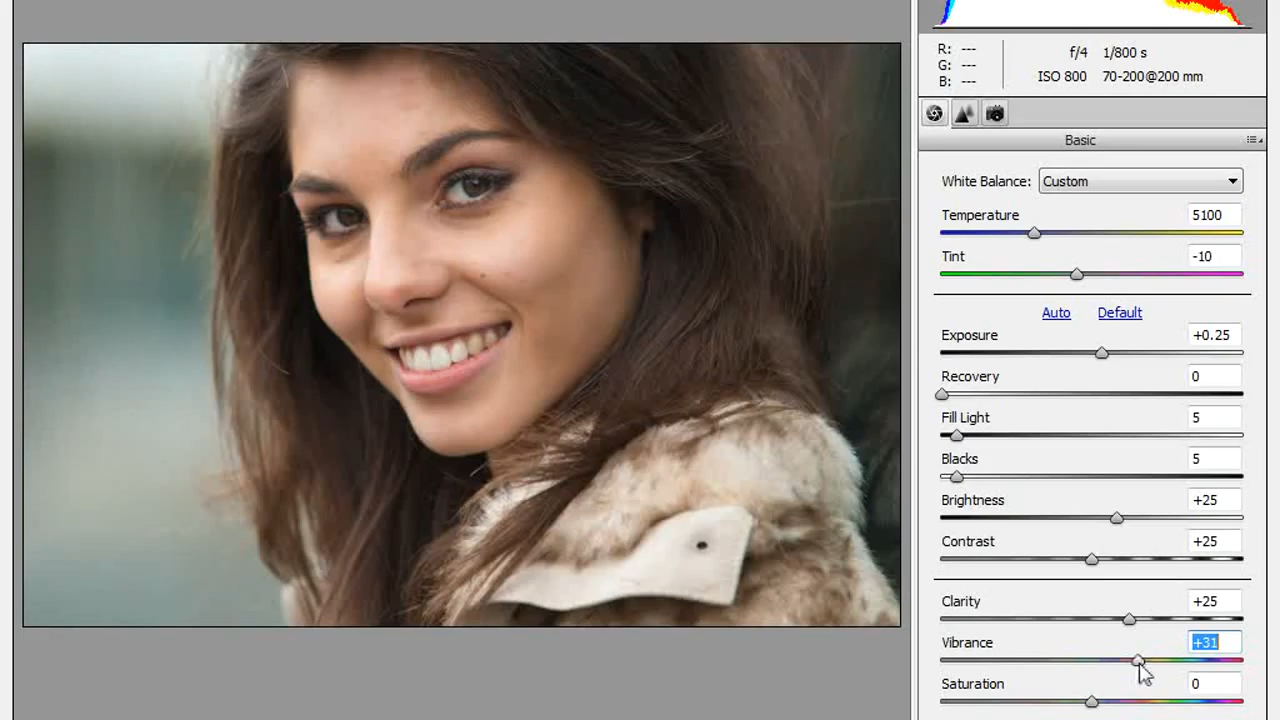 R: ---
G: ---
B: ---
f/4 1/800 s
ISO 800 70-200@200 mm
Basic
White Balance: Custom
Temperature 5100
Tint -10
Auto Default
Exposure +0.25
Recovery 0
Fill Light 5
Blacks 5
Brightness +25
Contrast +25
Clarity +25
Vibrance +31
Saturation 0